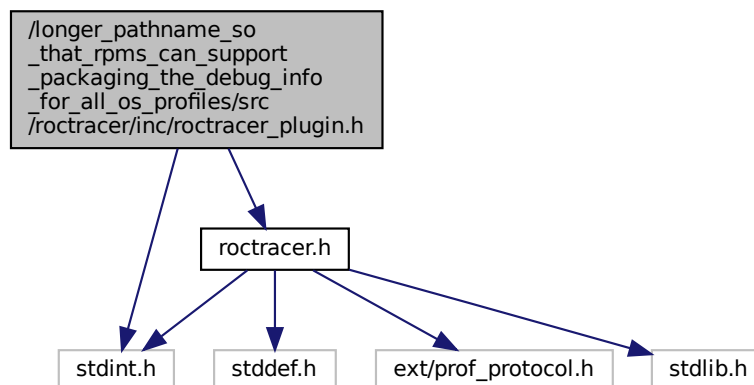 /longer_pathname_so
_that_rpms_can_support
_packaging_the_debug_info
_for_all_os_profiles/src
/roctracer/inc/roctracer_plugin.h
roctracer.h
stdint.h
stddef.h
ext/prof_protocol.h
stdlib.h